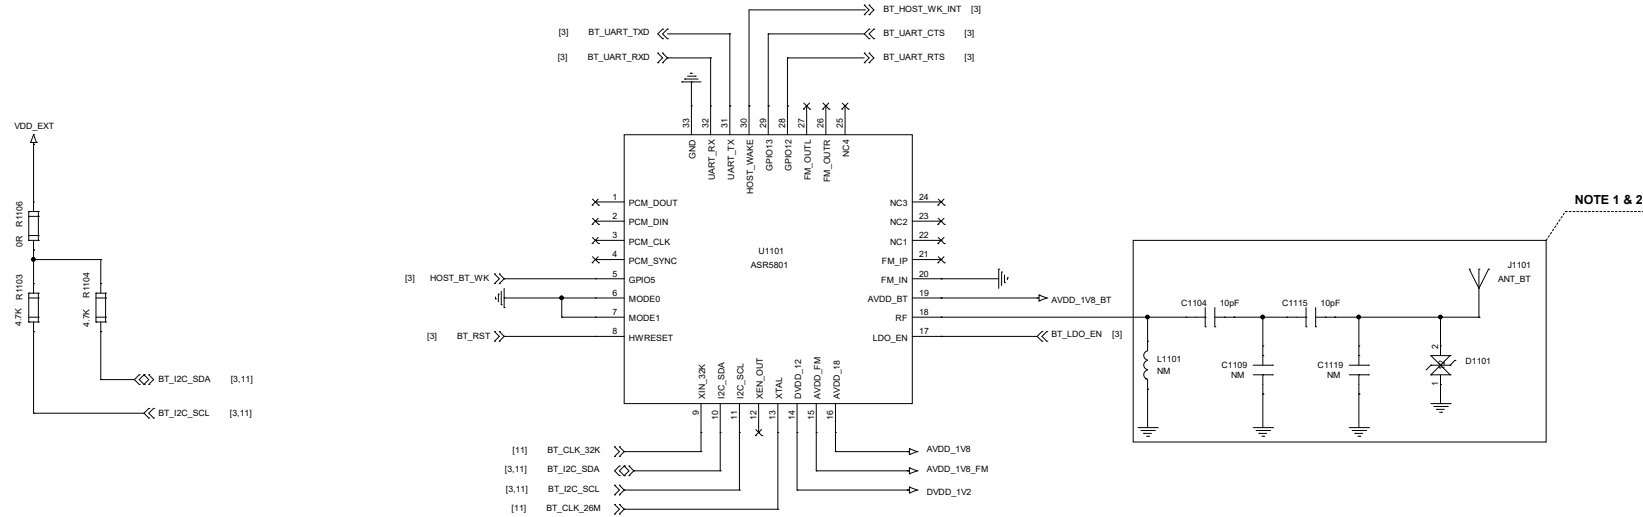 BT_HOST_WK_INT [3]
[3] BT_UART_TXD
BT_UART_CTS [3]
[3] BT_UART_RXD
BT_UART_RTS [3]
VDD_EXT
0R R1106
4.7K R1103
4.7K R1104
BT_I2C_SDA [3,11]
BT_I2C_SCL [3,11]
33 32 31 30 29 28 27 26 25
GND
UART_RX
UART_TX
HOST_WAKE
GPIO13
GPIO12
FM_OUTL
FM_OUTR
NC4
1 PCM_DOUT
2 PCM_DIN
3 PCM_CLK
4 PCM_SYNC
[3] HOST_BT_WK 5 GPIO5
6 MODE0
7 MODE1
[3] BT_RST 8 HWRESET
U1101
ASR5801
NC3 24
NC2 23
NC1 22
FM_IP 21
FM_IN 20
AVDD_BT 19 AVDD_1V8_BT
RF 18
LDO_EN 17 BT_LDO_EN [3]
XIN_32K
I2C_SDA
I2C_SCL
XEN_OUT
XTAL
DVDD_12
AVDD_FM
AVDD_18
9 10 11 12 13 14 15 16
[11] BT_CLK_32K
[3,11] BT_I2C_SDA
[3,11] BT_I2C_SCL
[11] BT_CLK_26M
AVDD_1V8
AVDD_1V8_FM
DVDD_1V2
NOTE 1 & 2
J1101
ANT_BT
C1104 10pF
C1115 10pF
L1101
NM
C1109
NM
C1119
NM
2
D1101
1